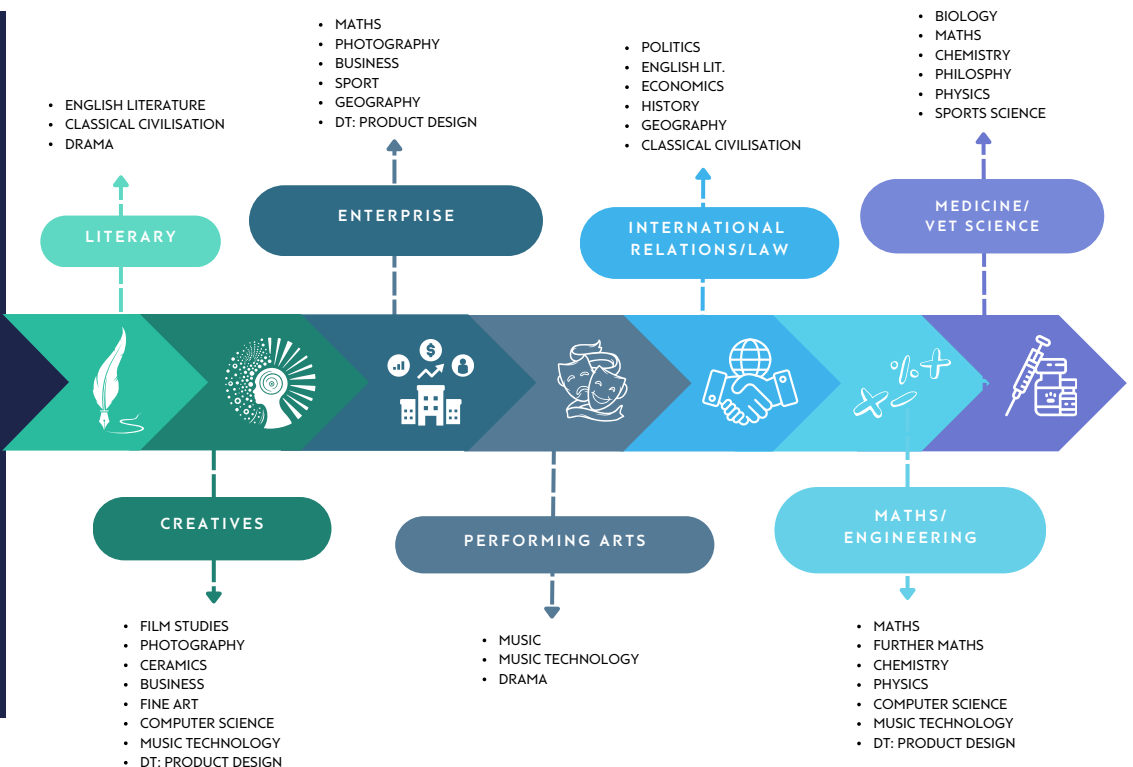 LITERARY
• ENGLISH LITERATURE
• CLASSICAL CIVILISATION
• DRAMA
CREATIVES
• FILM STUDIES
• PHOTOGRAPHY
• CERAMICS
• BUSINESS
• FINE ART
• COMPUTER SCIENCE
• MUSIC TECHNOLOGY
• DT: PRODUCT DESIGN
ENTERPRISE
• MATHS
• PHOTOGRAPHY
• BUSINESS
• SPORT
• GEOGRAPHY
• DT: PRODUCT DESIGN
$
PERFORMING ARTS
• MUSIC
• MUSIC TECHNOLOGY
• DRAMA
INTERNATIONAL
RELATIONS/LAW
• POLITICS
• ENGLISH LIT.
• ECONOMICS
• HISTORY
• GEOGRAPHY
• CLASSICAL CIVILISATION
MATHS/
ENGINEERING
• MATHS
• FURTHER MATHS
• CHEMISTRY
• PHYSICS
• COMPUTER SCIENCE
• MUSIC TECHNOLOGY
• DT: PRODUCT DESIGN
MEDICINE/
VET SCIENCE
• BIOLOGY
• MATHS
• CHEMISTRY
• PHILOSPHY
• PHYSICS
• SPORTS SCIENCE